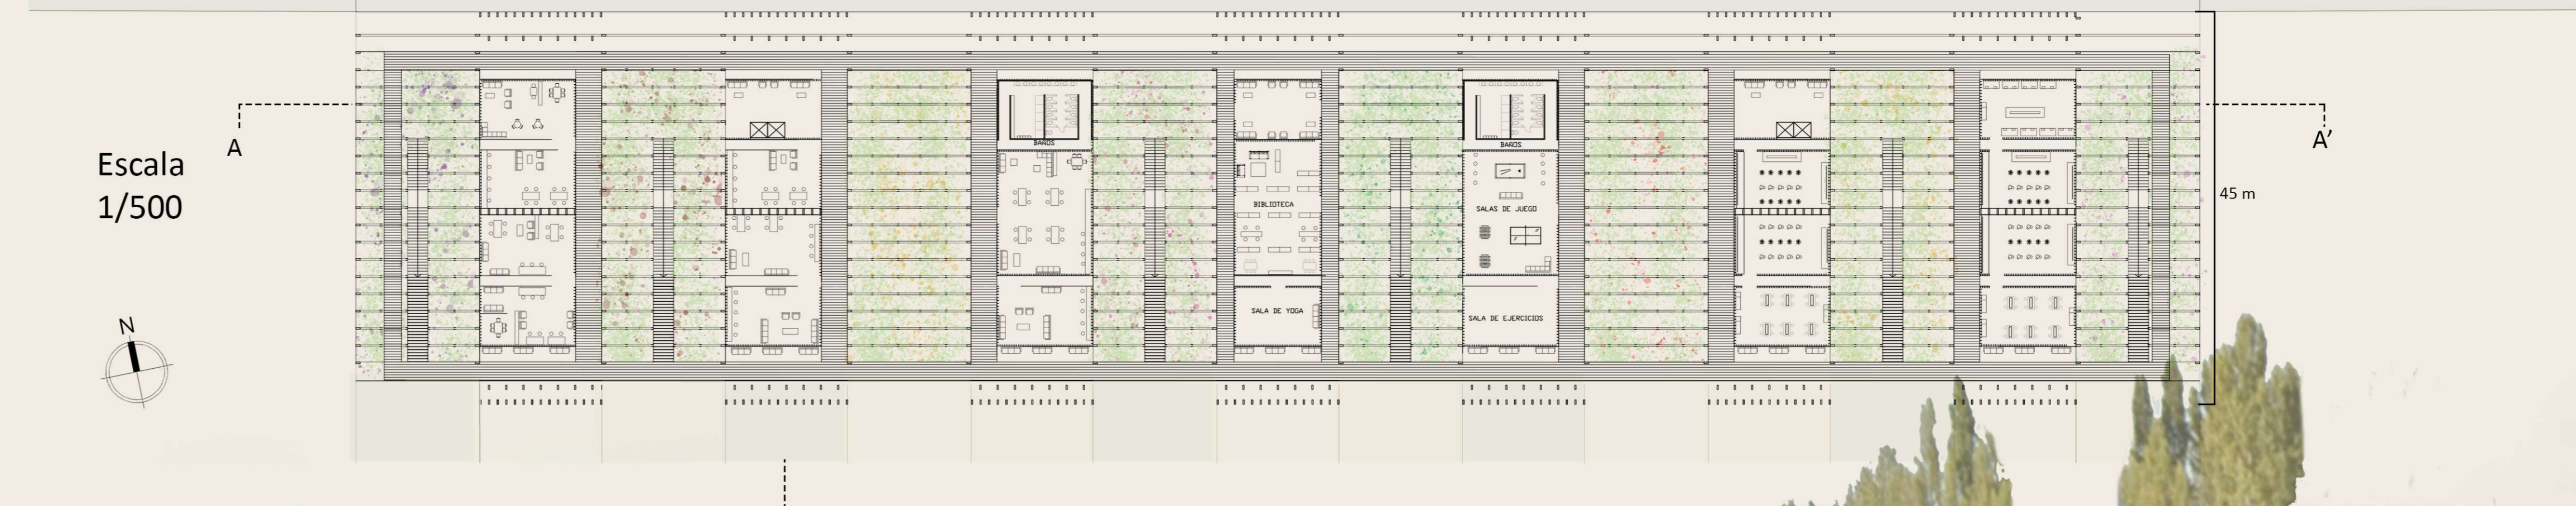 A
A’
Escala
1/500
N
45 m
BAÑOS
BAÑOS
BIBLIOTECA
SALAS DE JUEGO
SALA DE YOGA
SALA DE EJERCICIOS